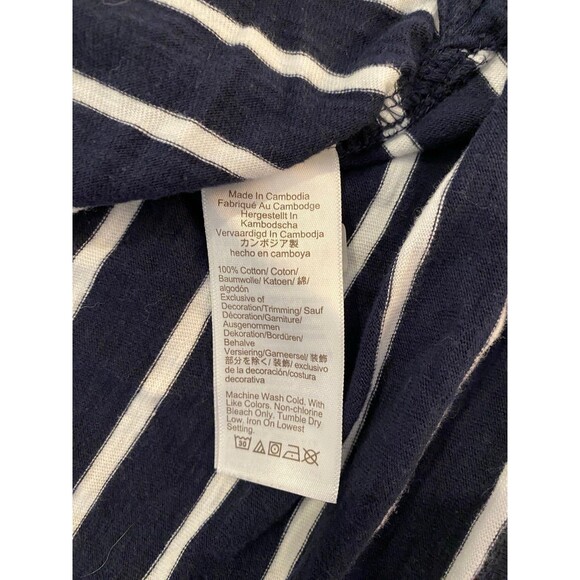 Made In Cambodia
Fabriqué Au Cambodge
Hergestellt In
Kambodscha
Vervaardigd In Cambodja
カンボジア製
hecho en camboya
100% Cotton/ Coton/
Baumwolle/ Katoen/ 綿/
algodón
Exclusive of
Decoration/Trimming/ Sauf
Décoration/Garniture/
Ausgenommen
Dekoration/Bordüren/
Behalve
Versiering/Garneersel/ 装飾
部分を除く/ 装飾/ exclusivo
de la decoración/costura
decorativa
Machine Wash Cold. With
Like Colors. Non-chlorine
Bleach Only. Tumble Dry
Low. Iron On Lowest
Setting.
30